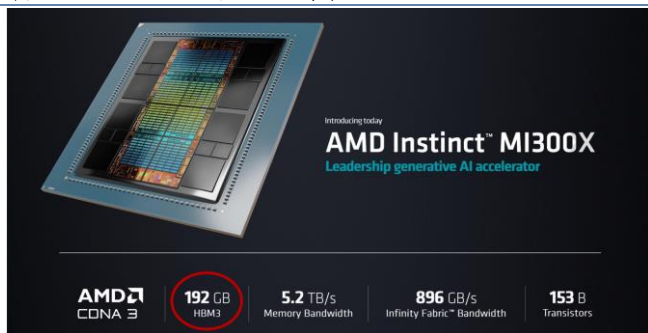 Introducing today
AMD Instinct™ MI300X
Leadership generative AI accelerator
AMD
CDNA 3
192 GB
HBM3
5.2 TB/s
Memory Bandwidth
896 GB/s
Infinity Fabric™ Bandwidth
153 B
Transistors